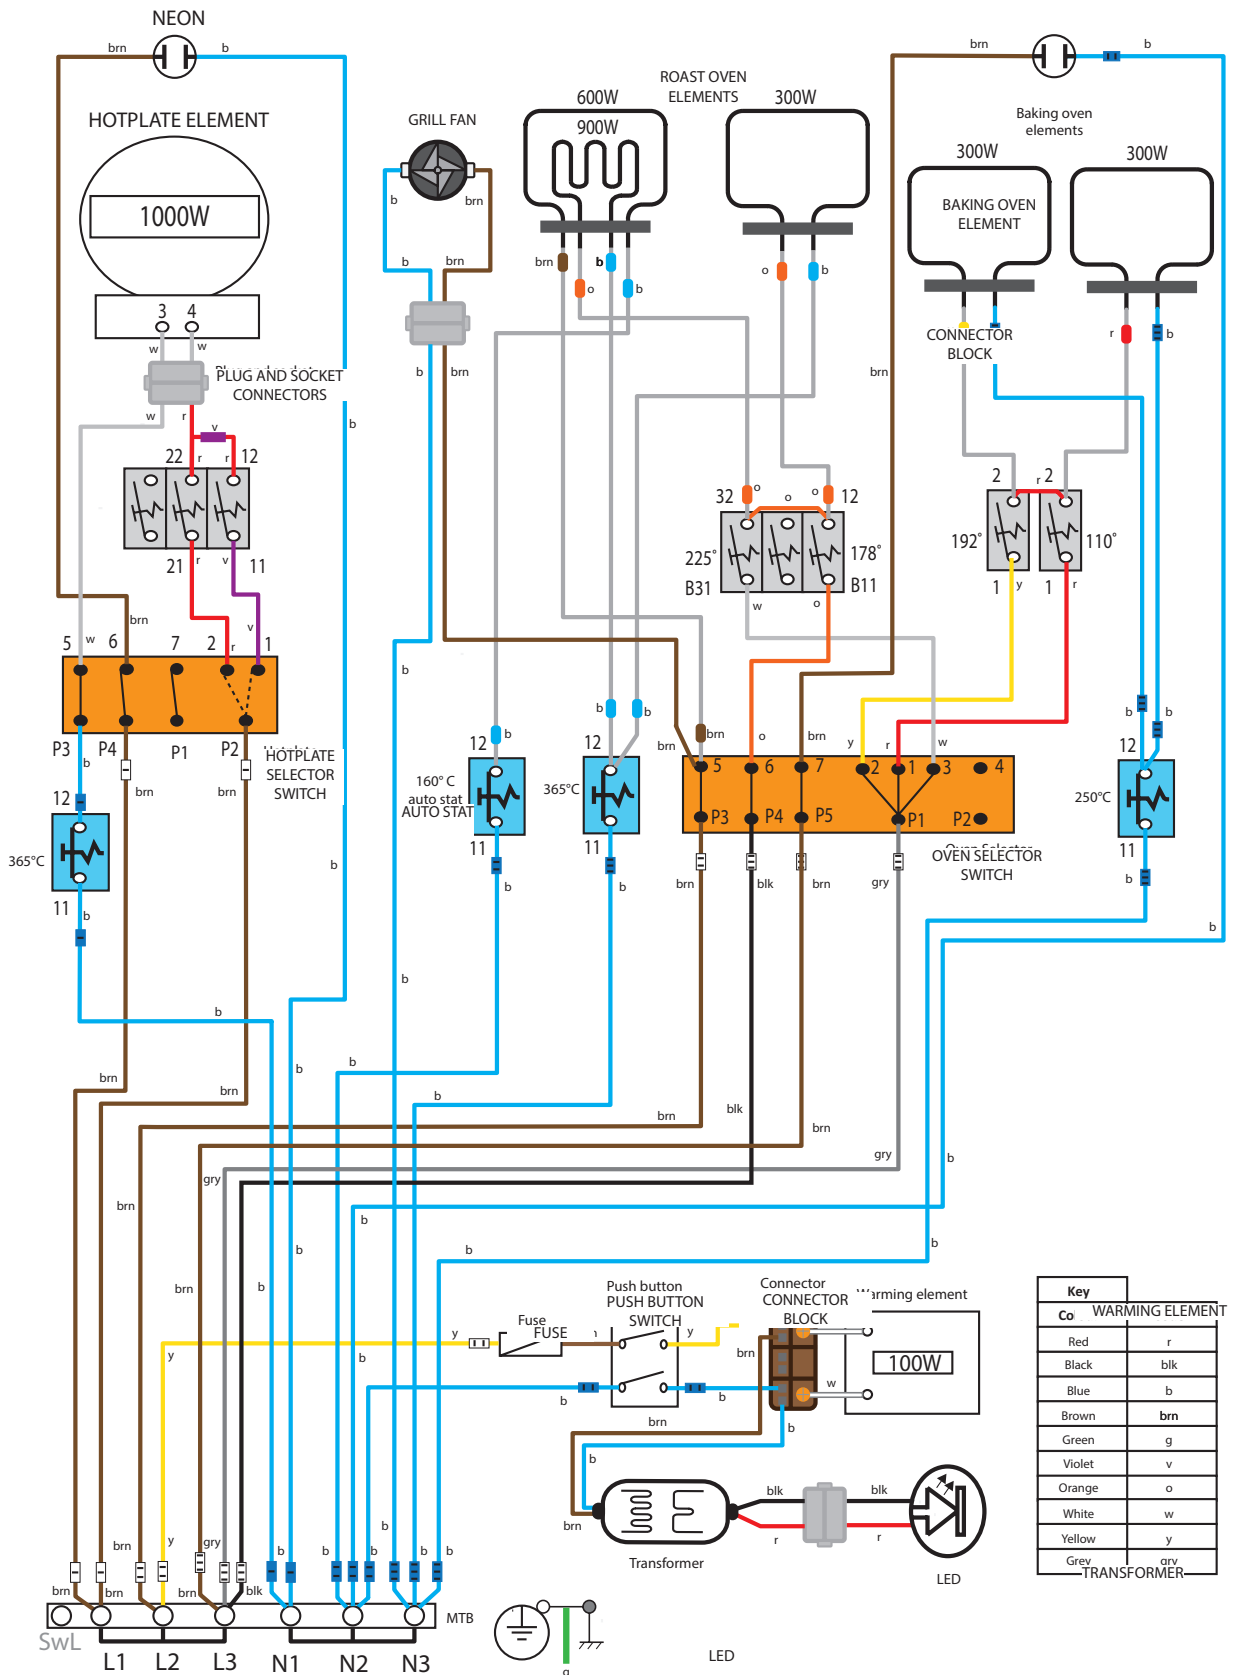 NEON
brn
b
brn
b
ROAST OVEN
ELEMENTS
600W
300W
900W
HOTPLATE ELEMENT
GRILL FAN
Baking oven
elements
300W
300W
1000W
BAKING OVEN
ELEMENT
b
brn
b
brn
brn
b
o
b
o
b
3
4
w
w
CONNECTOR
BLOCK
r
b
PLUG AND SOCKET
CONNECTORS
b
brn
brn
w
r
v
b
22
r
r
12
32
o
o
o
12
2
r
2
225°
178°
192°
110°
21
r
v
11
B31
B11
1
y
1
r
w
o
5
w
6
brn
7
2
r
v
1
b
b
b
b
b
P3
P4
P1
P2
HOTPLATE
SELECTOR
SWITCH
b
brn
brn
12
b
12
brn
brn
o
brn
y
r
w
12
5
6
7
2
1
3
4
160° C
auto stat
AUTO STAT
365°C
250°C
12
P3
P4
P5
P1
P2
365°C
11
11
OVEN SELECTOR
SWITCH
11
11
b
b
b
b
b
brn
blk
brn
gry
b
b
b
b
b
b
b
brn
brn
brn
blk
brn
gry
gry
b
brn
b
b
b
b
brn
b
b
Push button
PUSH BUTTON
SWITCH
Connector
CONNECTOR
BLOCK
Warming element
Fuse
FUSE
y
y
y
b
brn
w
100W
b
b
b
brn
b
brn
blk
blk
r
r
Transformer
LED
Key
WARMING ELEMENT
Red r
Black blk
Blue b
Brown brn
Green g
Violet v
Orange o
White w
Yellow y
Grey gry
TRANSFORMER
brn
y
gry
b
b
b
b
b
b
brn
brn
brn
blk
MTB
SwL
L1
L2
L3
N1
N2
N3
g
LED